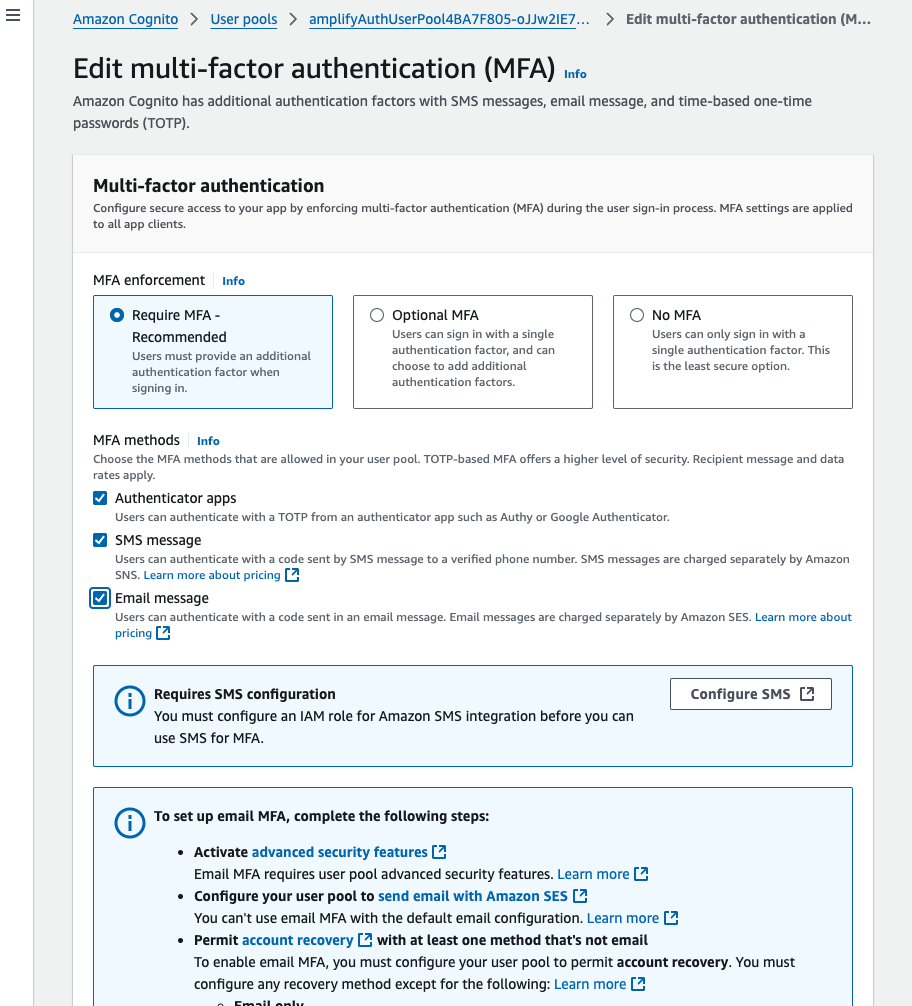 Amazon Cognito > User pools > amplifyAuthUserPool4BA7F805-oJJw2IE7... > Edit multi-factor authentication (M...
Edit multi-factor authentication (MFA) Info
Amazon Cognito has additional authentication factors with SMS messages, email message, and time-based one-time
passwords (TOTP).
Multi-factor authentication
Configure secure access to your app by enforcing multi-factor authentication (MFA) during the user sign-in process. MFA settings are applied
to all app clients.
MFA enforcement Info
Require MFA -
Recommended
Users must provide an additional
authentication factor when
signing in.
Optional MFA
Users can sign in with a single
authentication factor, and can
choose to add additional
authentication factors.
No MFA
Users can only sign in with a
single authentication factor. This
is the least secure option.
MFA methods Info
Choose the MFA methods that are allowed in your user pool. TOTP-based MFA offers a higher level of security. Recipient message and data
rates apply.
Authenticator apps
Users can authenticate with a TOTP from an authenticator app such as Authy or Google Authenticator.
SMS message
Users can authenticate with a code sent by SMS message to a verified phone number. SMS messages are charged separately by Amazon
SNS. Learn more about pricing
Email message
Users can authenticate with a code sent in an email message. Email messages are charged separately by Amazon SES. Learn more about
pricing
Requires SMS configuration
You must configure an IAM role for Amazon SMS integration before you can
use SMS for MFA.
Configure SMS
To set up email MFA, complete the following steps:
• Activate advanced security features
Email MFA requires user pool advanced security features. Learn more
• Configure your user pool to send email with Amazon SES
You can't use email MFA with the default email configuration. Learn more
• Permit account recovery with at least one method that's not email
To enable email MFA, you must configure your user pool to permit account recovery. You must
configure any recovery method except for the following: Learn more
Email only